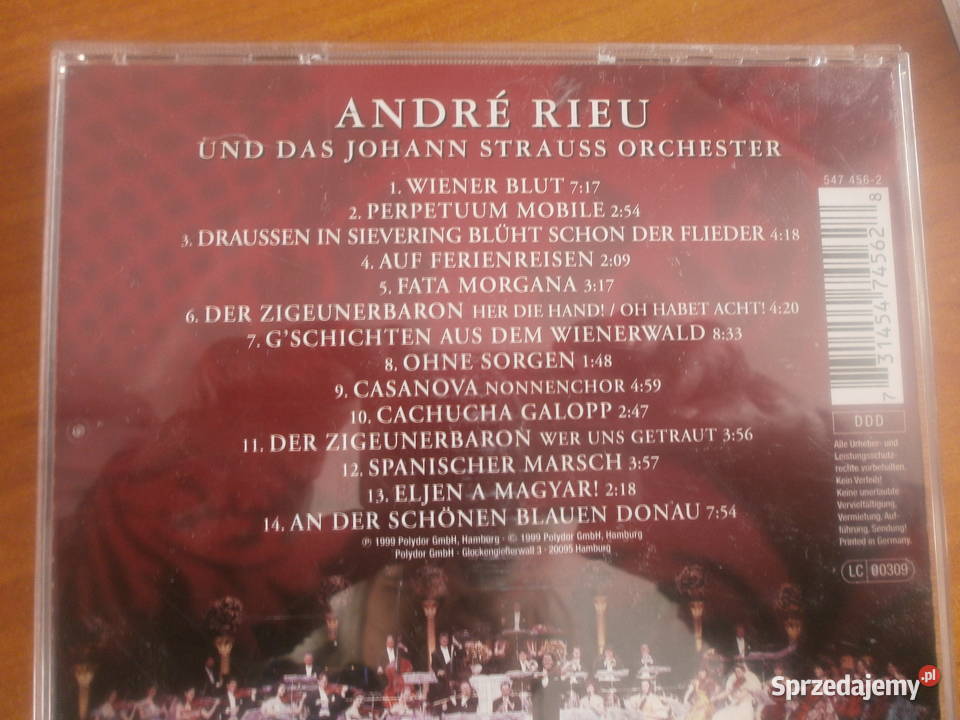 ANDRÉ RIEU
UND DAS JOHANN STRAUSS ORCHESTER
1. WIENER BLUT 7:17
2. PERPETUUM MOBILE 2:54
3. DRAUSSEN IN SIEVERING BLÜHT SCHON DER FLIEDER 4:18
4. AUF FERIENREISEN 2:09
5. FATA MORGANA 3:17
6. DER ZIGEUNERBARON HER DIE HAND! / OH HABET ACHT! 4:20
7. G'SCHICHTEN AUS DEM WIENERWALD 8:33
8. OHNE SORGEN 1:48
9. CASANOVA NONNENCHOR 4:59
10. CACHUCHA GALOPP 2:47
11. DER ZIGEUNERBARON WER UNS GETRAUT 3:56
12. SPANISCHER MARSCH 3:57
13. ELJEN A MAGYAR! 2:18
14. AN DER SCHÖNEN BLAUEN DONAU 7:54
℗ 1999 Polydor GmbH, Hamburg · © 1999 Polydor GmbH, Hamburg
Polydor GmbH · Glockengießerwall 3 · 20095 Hamburg
547 456-2
7 31454 74562 8
DDD
Alle Urheber- und
Leistungsschutz-
rechte vorbehalten.
Kein Verleih!
Keine unerlaubte
Vervielfältigung,
Vermietung, Auf-
führung, Sendung!
Printed in Germany.
LC 00309
Sprzedajemy.pl